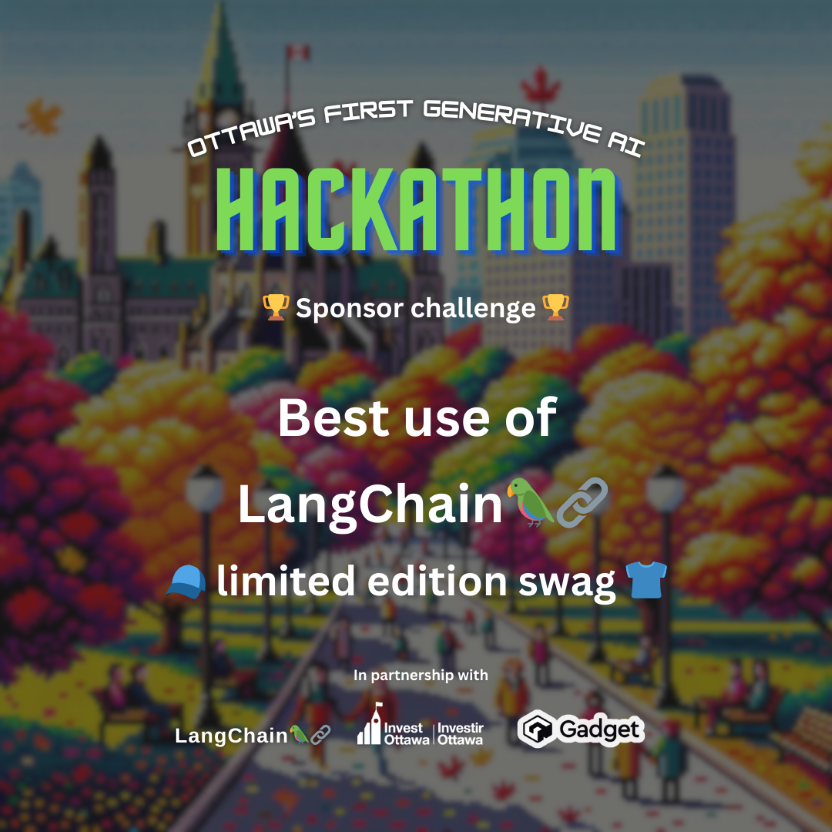 OTTAWA'S FIRST GENERATIVE AI
HACKATHON
🏆 Sponsor challenge 🏆
Best use of
LangChain🦜🔗
🧢 limited edition swag 👕
In partnership with
LangChain🦜🔗
Invest Ottawa | Investir Ottawa
Gadget